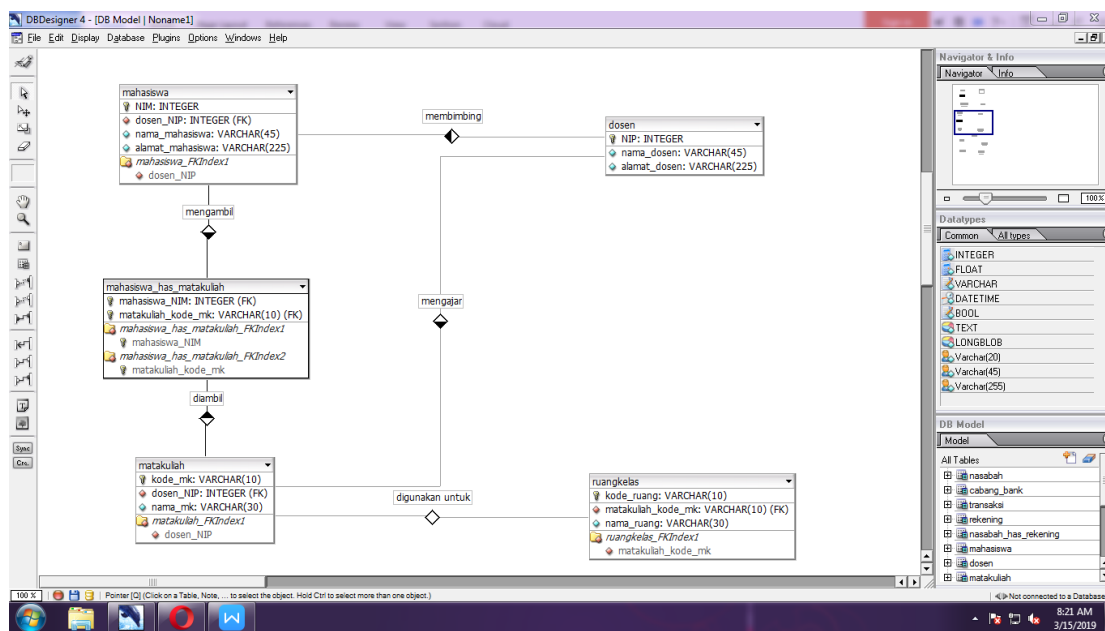 DBDesigner 4 - [DB Model | Noname1]
File Edit Display Database Plugins Options Windows Help
mahasiswa
NIM: INTEGER
dosen_NIP: INTEGER (FK)
nama_mahasiswa: VARCHAR(45)
alamat_mahasiswa: VARCHAR(225)
mahasiswa_FKIndex1
dosen_NIP
membimbing
dosen
NIP: INTEGER
nama_dosen: VARCHAR(45)
alamat_dosen: VARCHAR(225)
mengambil
mahasiswa_has_matakuliah
mahasiswa_NIM: INTEGER (FK)
matakuliah_kode_mk: VARCHAR(10) (FK)
mahasiswa_has_matakuliah_FKIndex1
mahasiswa_NIM
mahasiswa_has_matakuliah_FKIndex2
matakuliah_kode_mk
mengajar
diambil
matakuliah
kode_mk: VARCHAR(10)
dosen_NIP: INTEGER (FK)
nama_mk: VARCHAR(30)
matakuliah_FKIndex1
dosen_NIP
digunakan untuk
ruangkelas
kode_ruang: VARCHAR(10)
matakuliah_kode_mk: VARCHAR(10) (FK)
nama_ruang: VARCHAR(30)
ruangkelas_FKIndex1
matakuliah_kode_mk
Sync
Navigator & Info
Navigator Info
100%
Datatypes
Common All types
INTEGER
FLOAT
VARCHAR
DATETIME
BOOL
TEXT
LONGBLOB
Varchar(20)
Varchar(45)
Varchar(255)
DB Model
Model
All Tables
nasabah
cabang_bank
transaksi
rekening
nasabah_has_rekening
mahasiswa
dosen
matakuliah
100 %
Pointer [Q] (Click on a Table, Note, ... to select the object. Hold Ctrl to select more than one object.)
Not connected to a Database
8:21 AM
3/15/2019